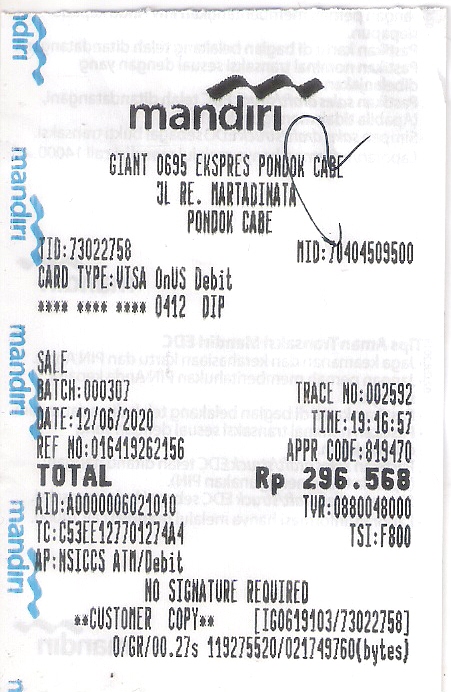 mandiri
GIANT 0695 EKSPRES PONDOK CABE
JL RE. MARTADINATA
PONDOK CABE
TID:73022758 MID:70404509500
CARD TYPE:VISA OnUS Debit
**** **** **** 0412 DIP
SALE
BATCH:000307 TRACE NO:002992
DATE:12/06/2020 TIME:19:16:57
REF NO:016419262156 APPR CODE:819470
TOTAL Rp 296.568
AID:A0000006021010 TVR:0880048000
TC:C53EE127701274A4 TSI:F800
AP:NSICCS ATM/Debit
NO SIGNATURE REQUIRED
**CUSTOMER COPY** [IG0619103/73022758]
0/GR/00.27s 119275520/021749760(bytes)
mandiri
mandiri
mandiri
mandiri